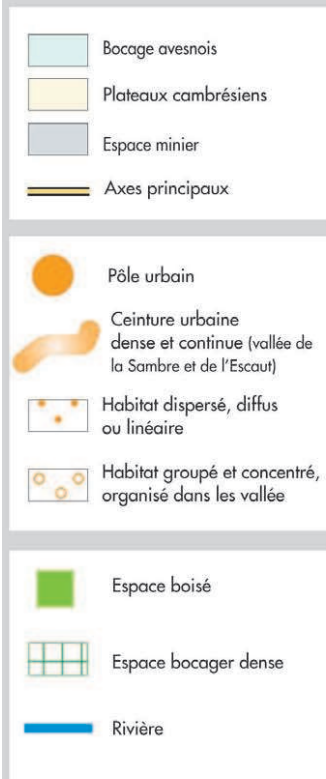 Bocage avesnois
Plateaux cambrésiens
Espace minier
Axes principaux
Pôle urbain
Ceinture urbaine
dense et continue (vallée de
la Sambre et de l'Escaut)
Habitat dispersé, diffus
ou linéaire
Habitat groupé et concentré,
organisé dans les vallée
Espace boisé
Espace bocager dense
Rivière